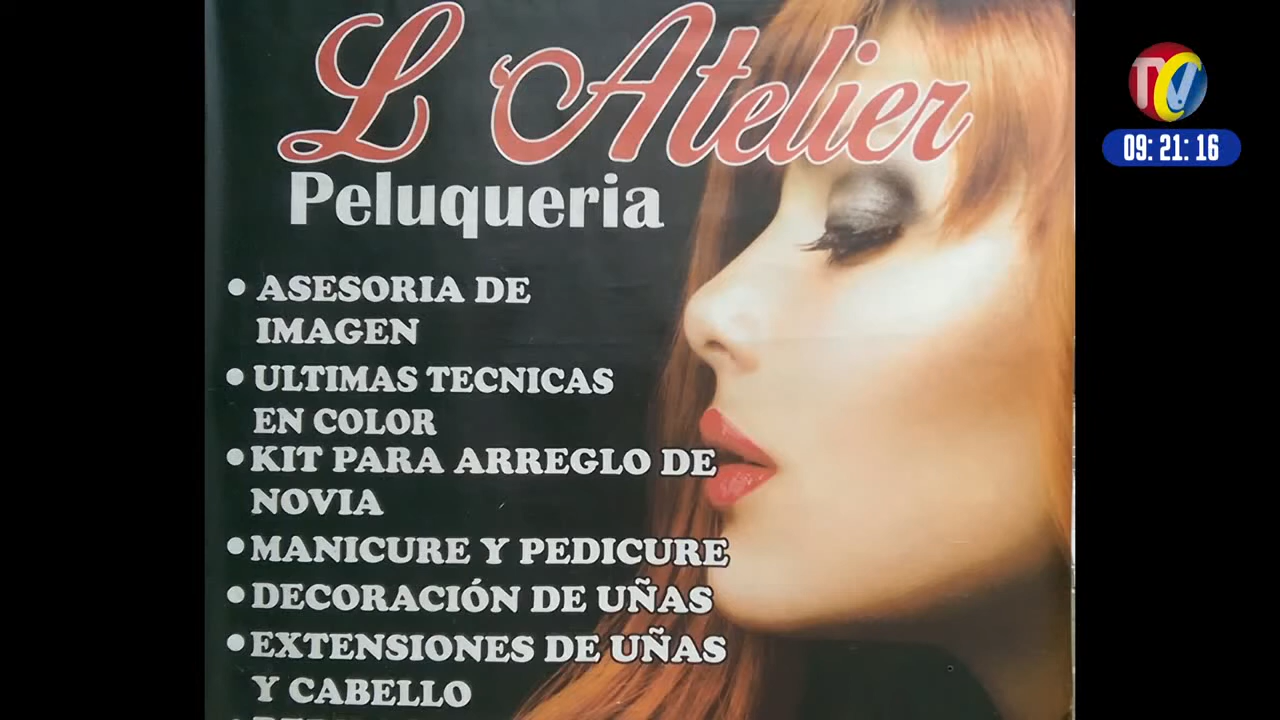 L 'Atelier
Peluqueria
• ASESORIA DE
IMAGEN
• ULTIMAS TECNICAS
EN COLOR
• KIT PARA ARREGLO DE
NOVIA
• MANICURE Y PEDICURE
• DECORACIÓN DE UÑAS
• EXTENSIONES DE UÑAS
Y CABELLO
TVC
09: 21: 16